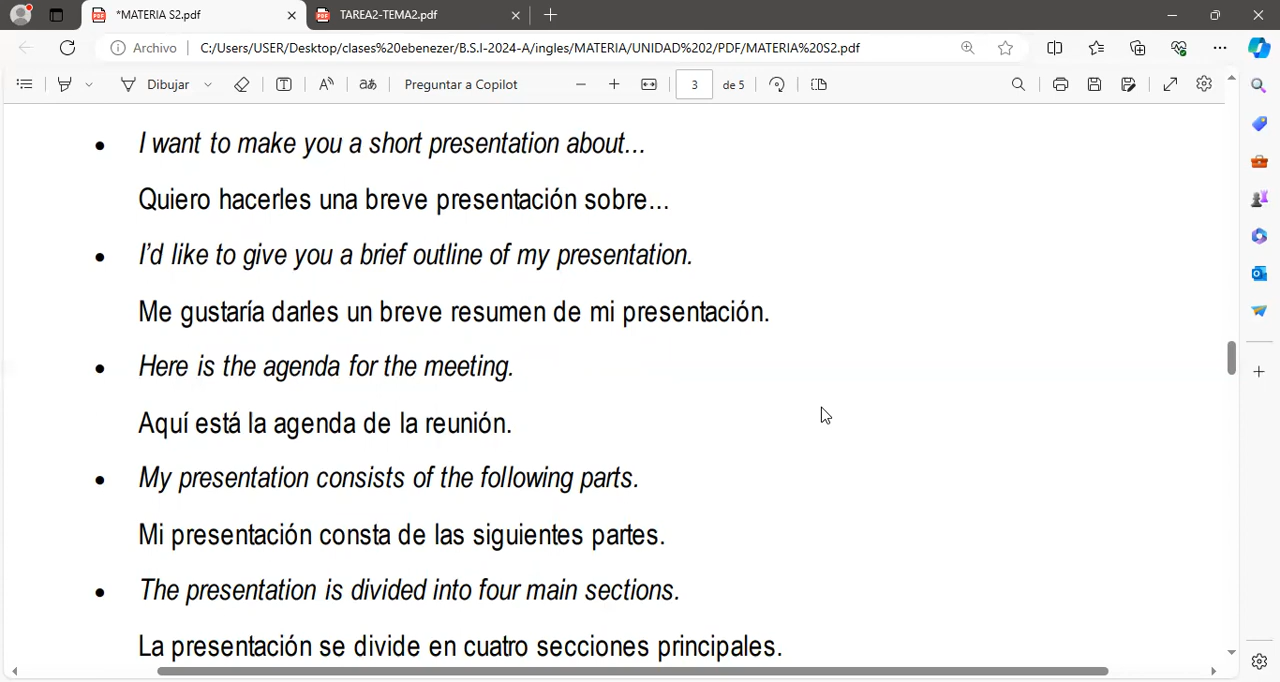 *MATERIA S2.pdf
TAREA2-TEMA2.pdf
Archivo
C:/Users/USER/Desktop/clases%20ebenezer/B.S.I-2024-A/ingles/MATERIA/UNIDAD%202/PDF/MATERIA%20S2.pdf
Dibujar
aあ
Preguntar a Copilot
3
de 5
• I want to make you a short presentation about...
Quiero hacerles una breve presentación sobre...
• I'd like to give you a brief outline of my presentation.
Me gustaría darles un breve resumen de mi presentación.
• Here is the agenda for the meeting.
Aquí está la agenda de la reunión.
• My presentation consists of the following parts.
Mi presentación consta de las siguientes partes.
• The presentation is divided into four main sections.
La presentación se divide en cuatro secciones principales.